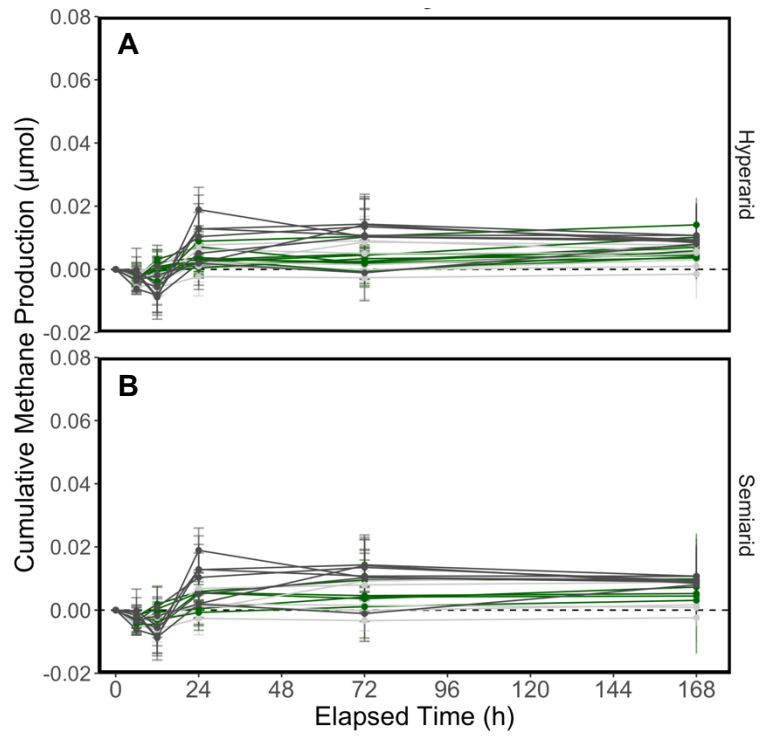 Cumulative Methane Production (μmol)
A
0.08
0.06
0.04
0.02
0.00
-0.02
Hyperarid
B
0.08
0.06
0.04
0.02
0.00
-0.02
Semiarid
0 24 48 72 96 120 144 168
Elapsed Time (h)